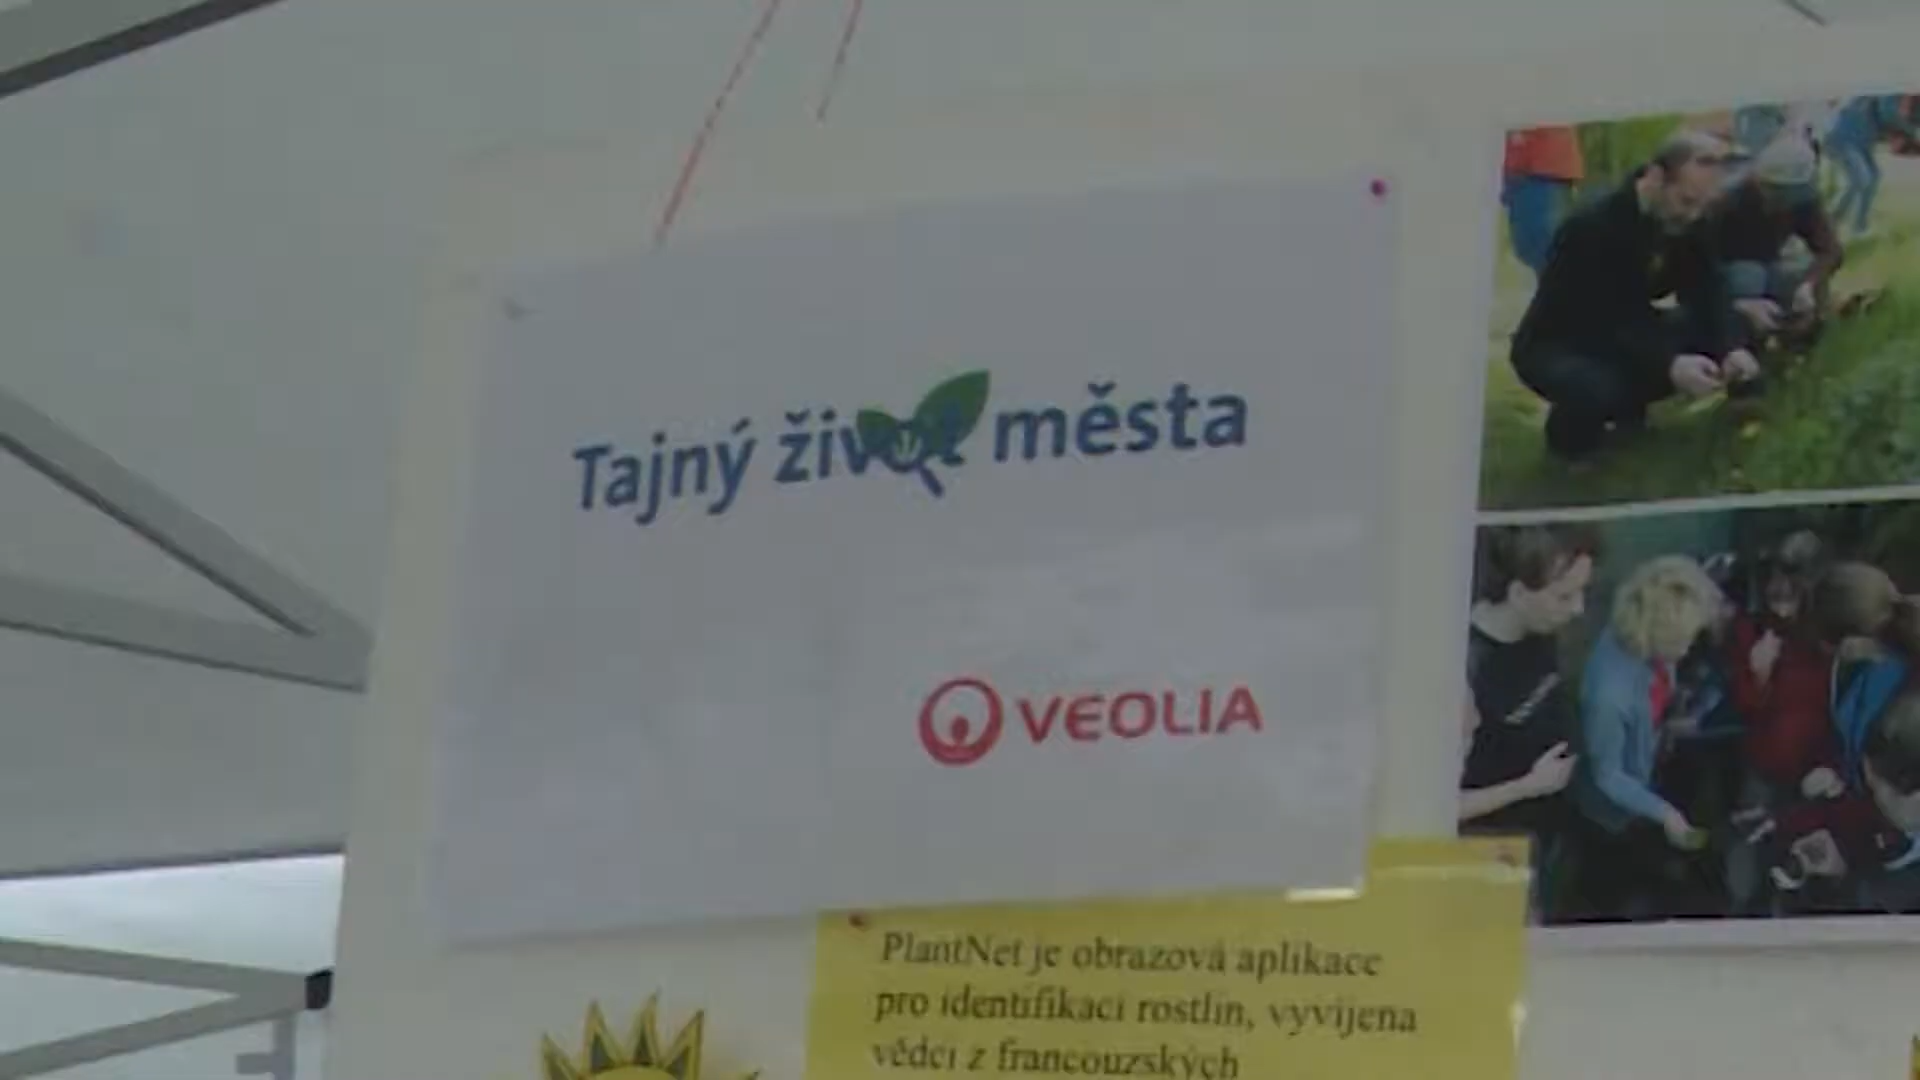 Tajný život města
VEOLIA
PlantNet je obrazová aplikace
pro identifikaci rostlin, vyvíjena
vědci z francouzských